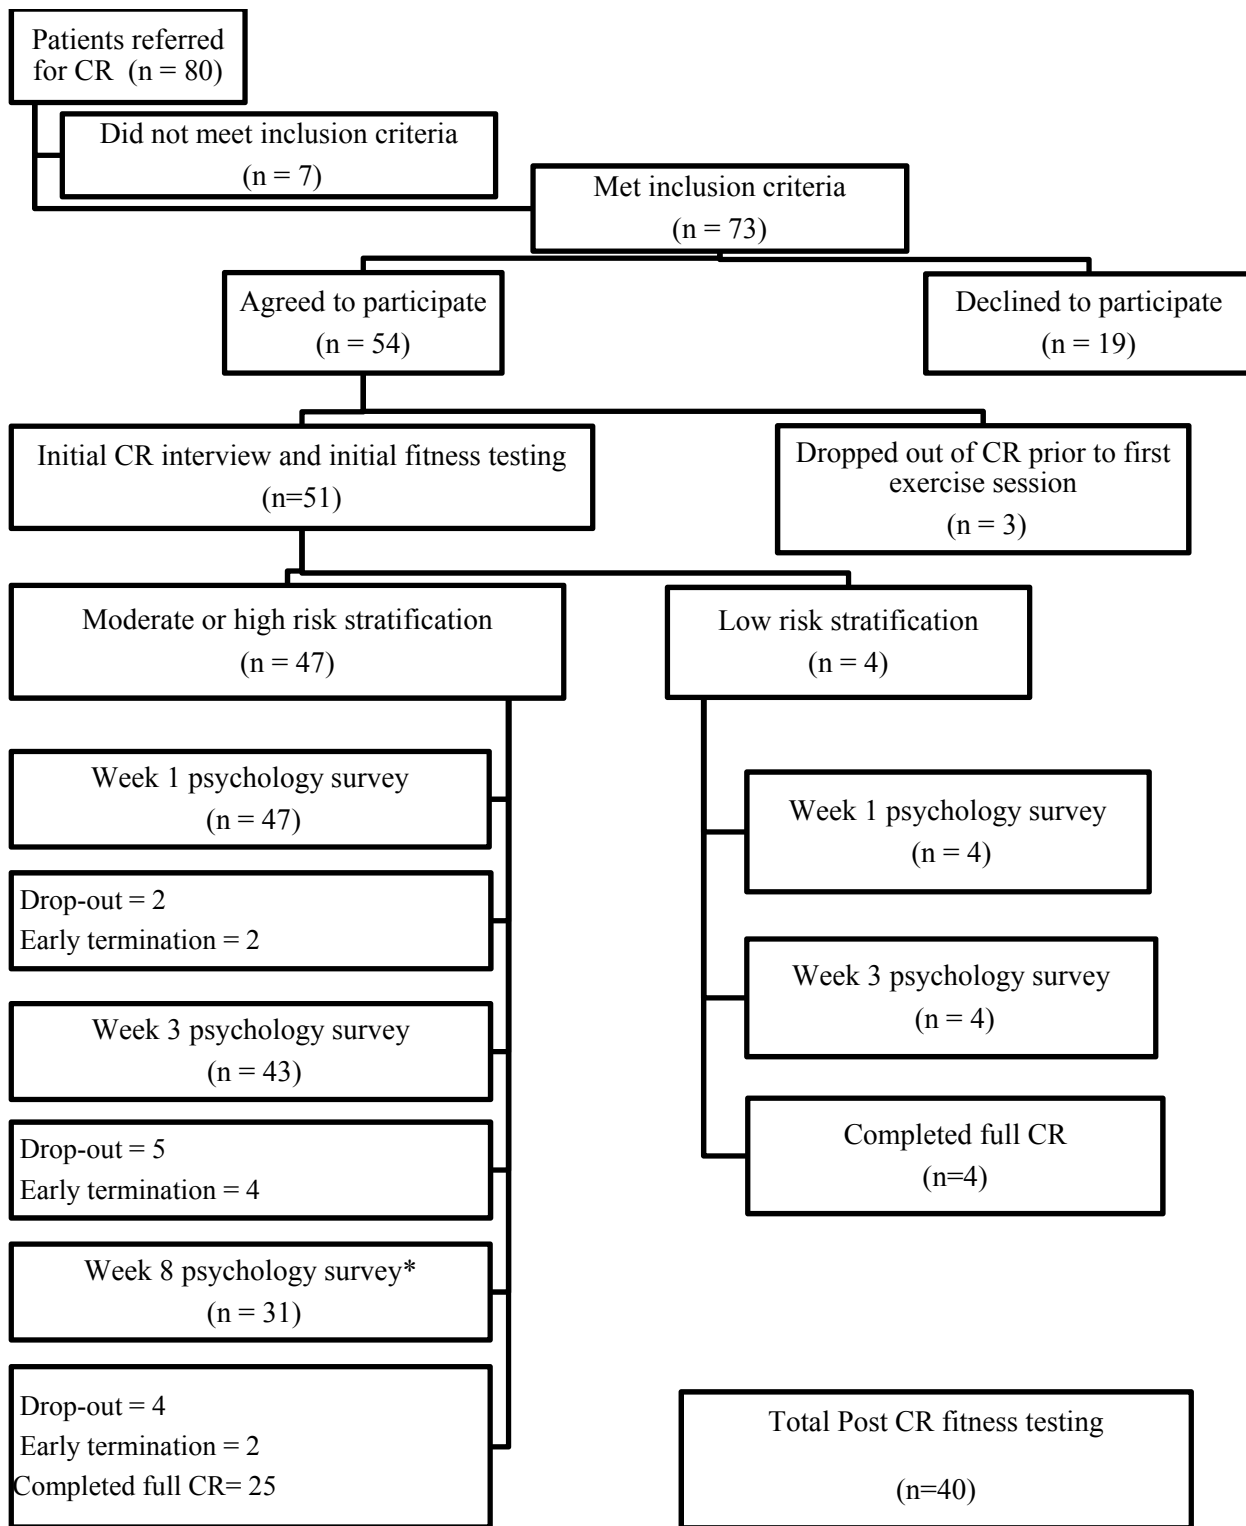 Patients referred
for CR (n = 80)
Did not meet inclusion criteria
(n = 7)
Met inclusion criteria
(n = 73)
Agreed to participate
(n = 54)
Declined to participate
(n = 19)
Initial CR interview and initial fitness testing
(n=51)
Dropped out of CR prior to first
exercise session
(n = 3)
Moderate or high risk stratification
(n = 47)
Low risk stratification
(n = 4)
Week 1 psychology survey
(n = 47)
Drop-out = 2
Early termination = 2
Week 3 psychology survey
(n = 43)
Drop-out = 5
Early termination = 4
Week 8 psychology survey*
(n = 31)
Drop-out = 4
Early termination = 2
Completed full CR= 25
Week 1 psychology survey
(n = 4)
Week 3 psychology survey
(n = 4)
Completed full CR
(n=4)
Total Post CR fitness testing
(n=40)